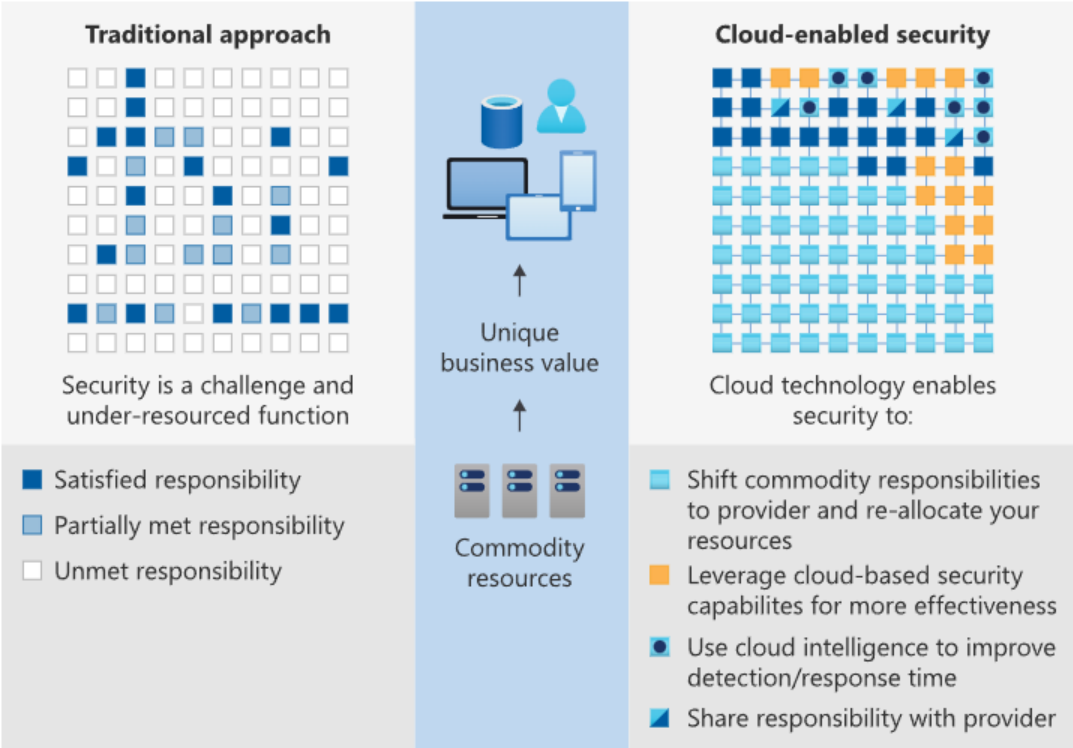 Traditional approach
Security is a challenge and
under-resourced function
Satisfied responsibility
Partially met responsibility
Unmet responsibility
Unique
business value
Commodity
resources
Cloud-enabled security
Cloud technology enables
security to:
Shift commodity responsibilities
to provider and re-allocate your
resources
Leverage cloud-based security
capabilites for more effectiveness
Use cloud intelligence to improve
detection/response time
Share responsibility with provider